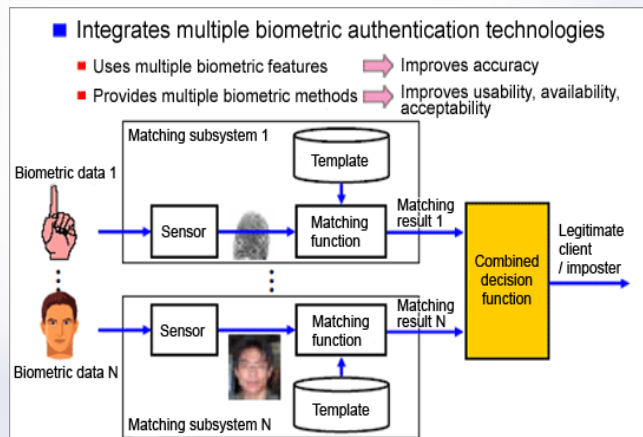 Integrates multiple biometric authentication technologies
Uses multiple biometric features
Improves accuracy
Provides multiple biometric methods
Improves usability, availability,
acceptability
Matching subsystem 1
Template
Biometric data 1
Sensor
Matching
function
Matching
result 1
Combined
decision
function
Legitimate
client
/ imposter
Sensor
Matching
function
Matching
result N
Biometric data N
Template
Matching subsystem N